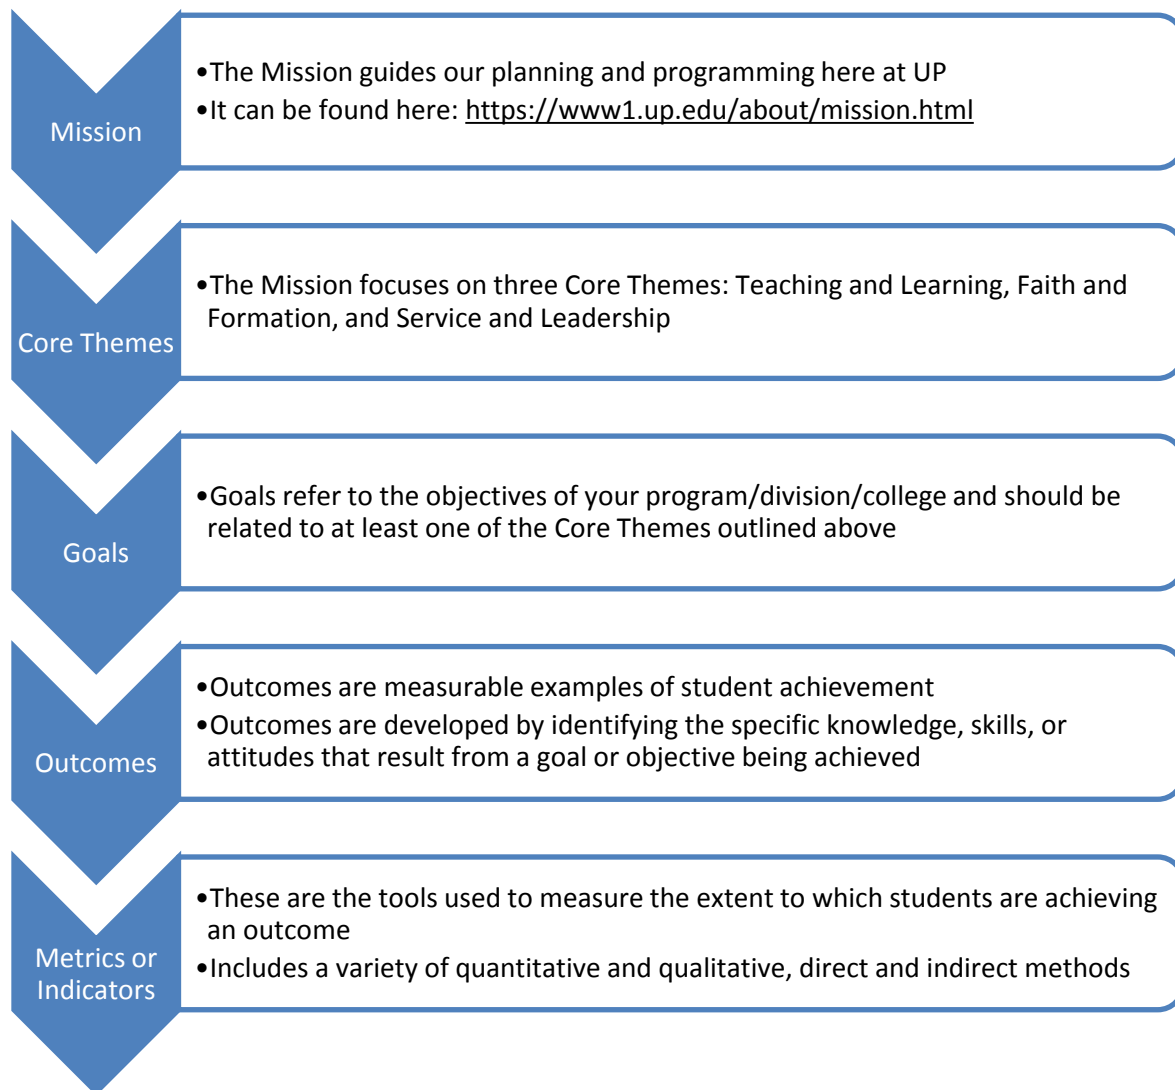 Mission
•The Mission guides our planning and programming here at UP
•It can be found here: https://www1.up.edu/about/mission.html
Core Themes
•The Mission focuses on three Core Themes: Teaching and Learning, Faith and
Formation, and Service and Leadership
Goals
•Goals refer to the objectives of your program/division/college and should be
related to at least one of the Core Themes outlined above
Outcomes
•Outcomes are measurable examples of student achievement
•Outcomes are developed by identifying the specific knowledge, skills, or
attitudes that result from a goal or objective being achieved
Metrics or
Indicators
•These are the tools used to measure the extent to which students are achieving
an outcome
•Includes a variety of quantitative and qualitative, direct and indirect methods